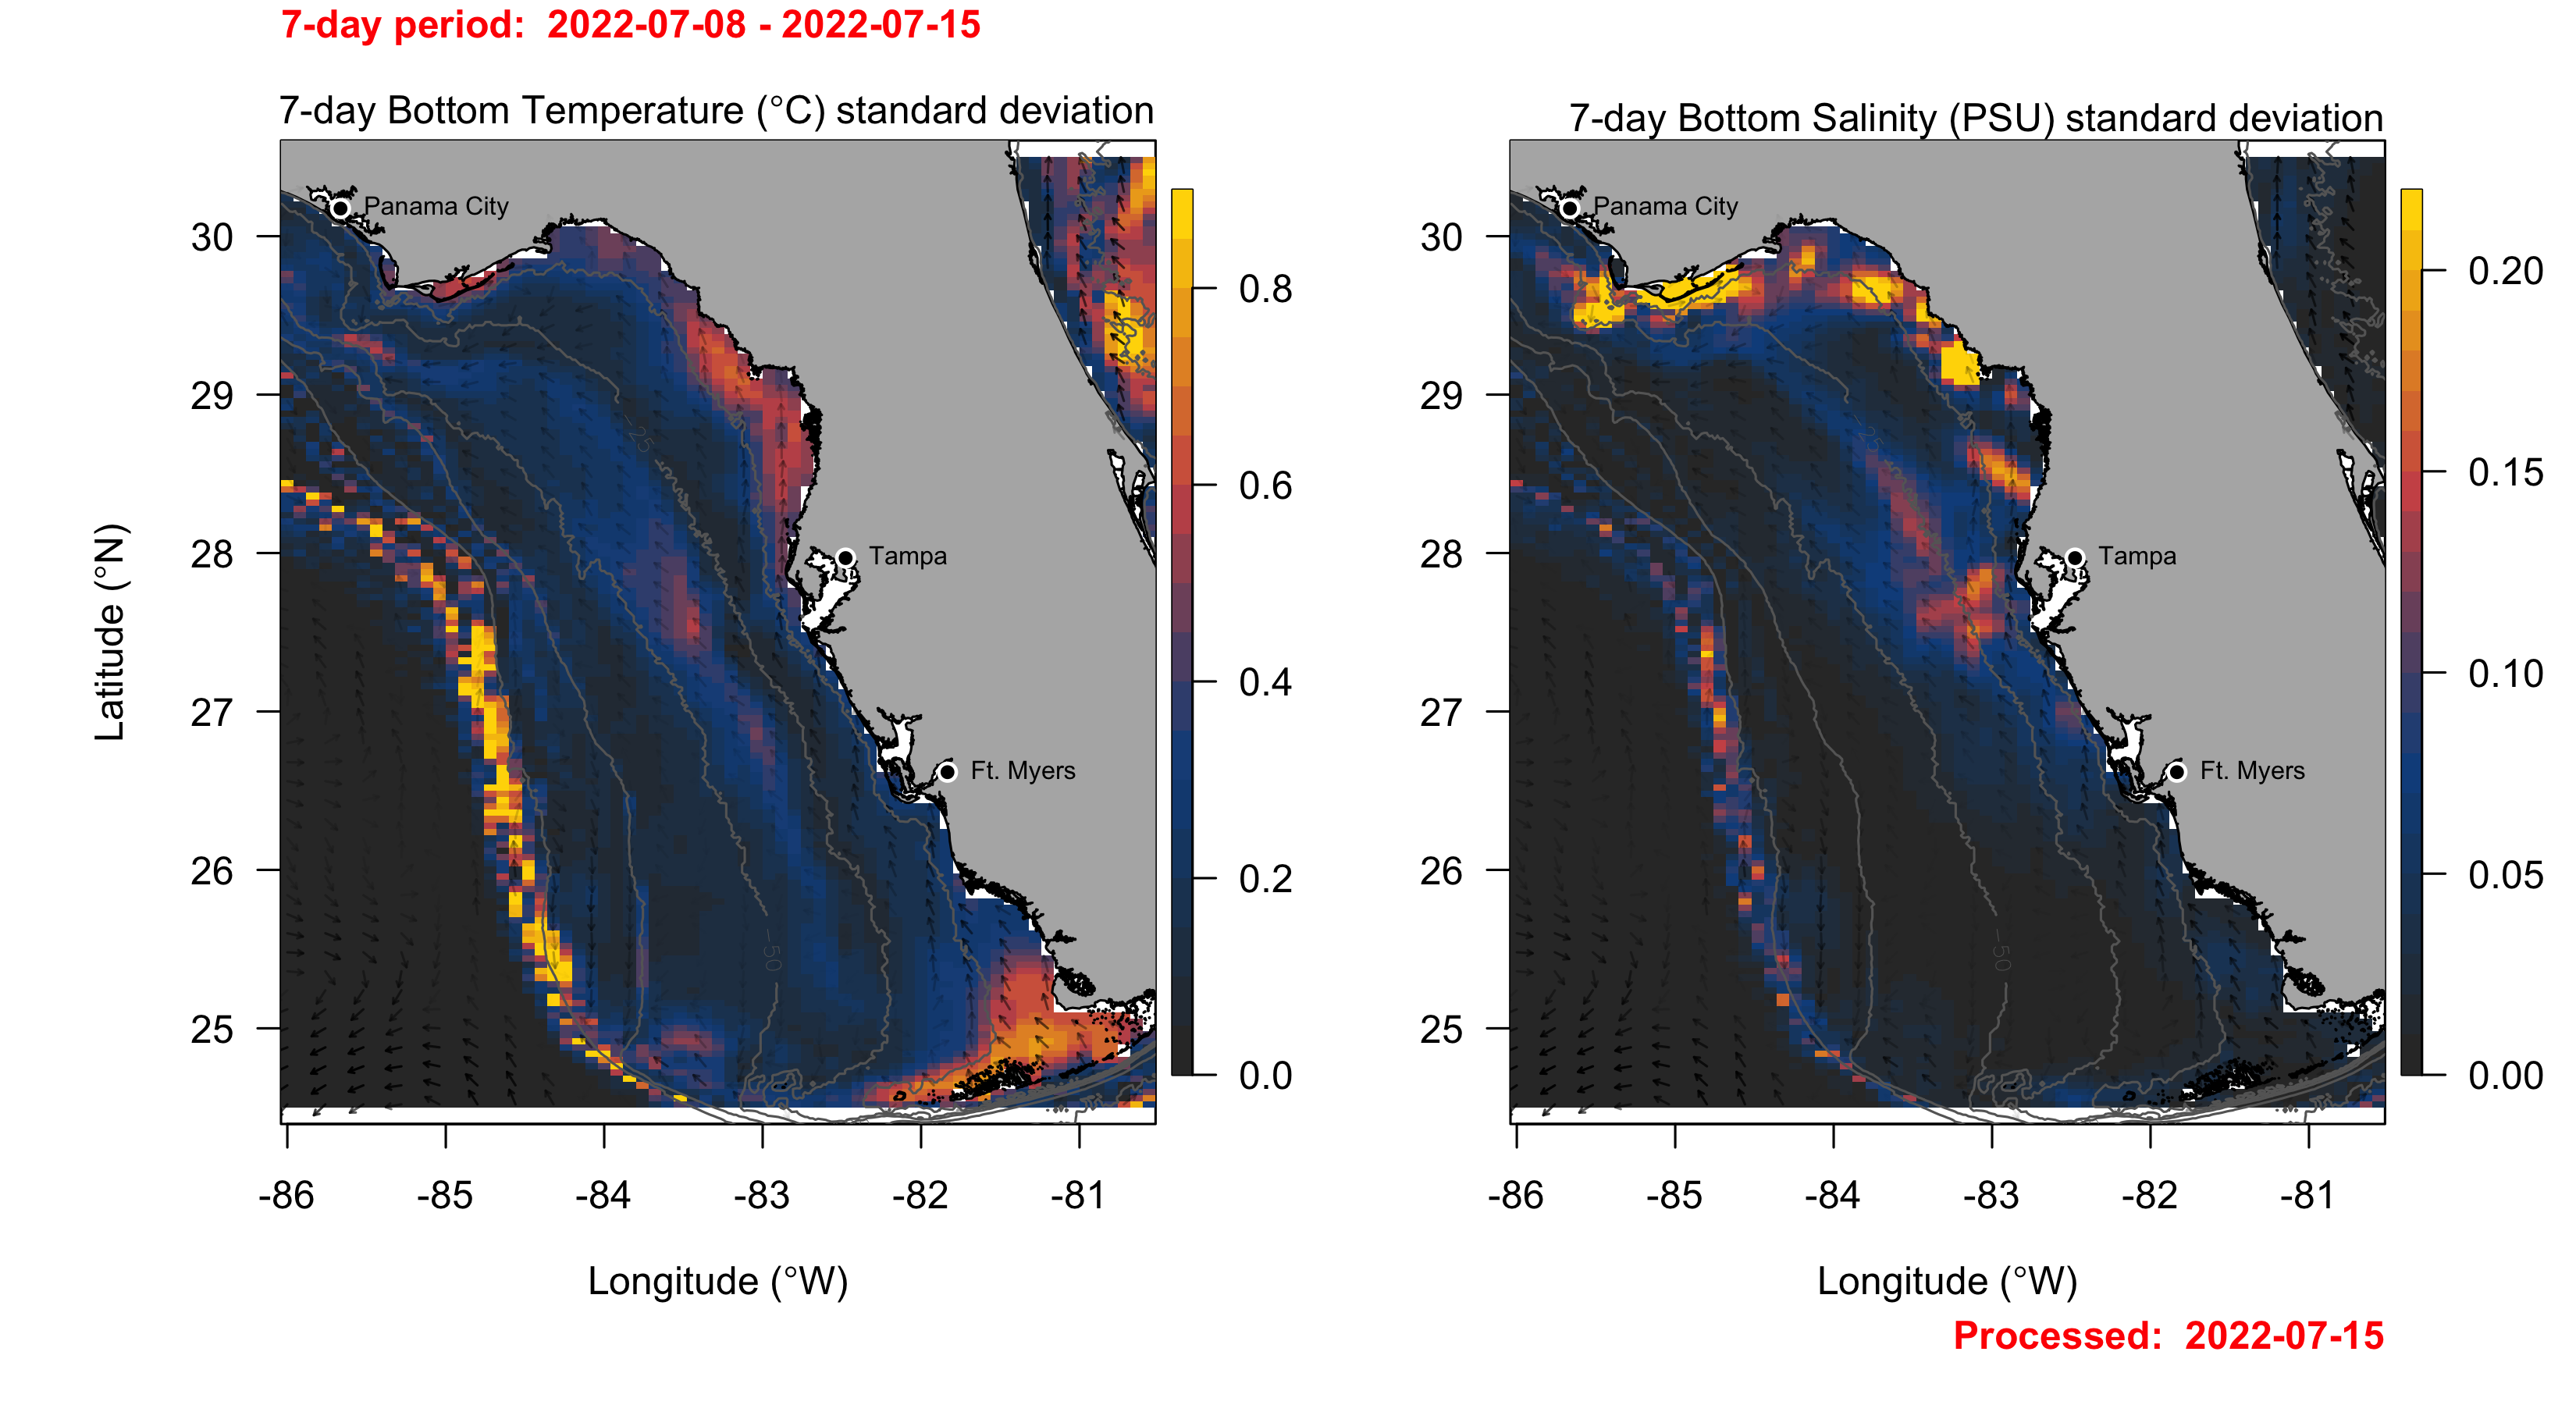 7-day period:  2022-07-08 - 2022-07-15
7-day Bottom Temperature (°C) standard deviation
Panama City
Tampa
Ft. Myers
-25
-50
30
29
28
27
26
25
Latitude (°N)
-86 -85 -84 -83 -82 -81
Longitude (°W)
0.8
0.6
0.4
0.2
0.0
7-day Bottom Salinity (PSU) standard deviation
Panama City
Tampa
Ft. Myers
-25
-50
30
29
28
27
26
25
-86 -85 -84 -83 -82 -81
Longitude (°W)
0.20
0.15
0.10
0.05
0.00
Processed:  2022-07-15